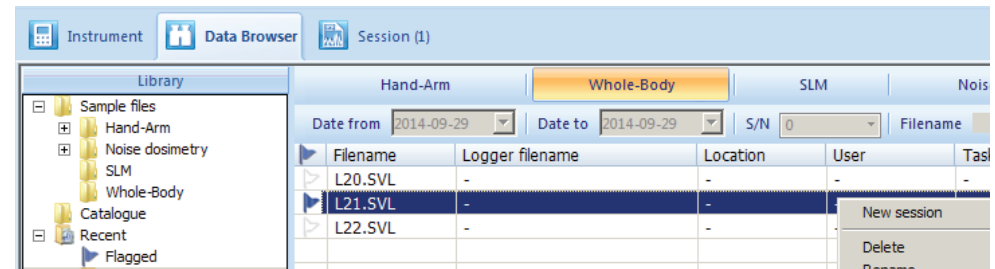 Instrument Data Browser Session (1)
Library Hand-Arm Whole-Body SLM
Sample files
Date from 2014-09-29 Date to 2014-09-29 S/N 0 Filename
Hand-Arm
Noise dosimetry Filename Logger filename Location User
SLM L20.SVL - - - -
Whole-Body L21.SVL - -
Catalogue L22.SVL - -
New session
Recent
Flagged
Delete